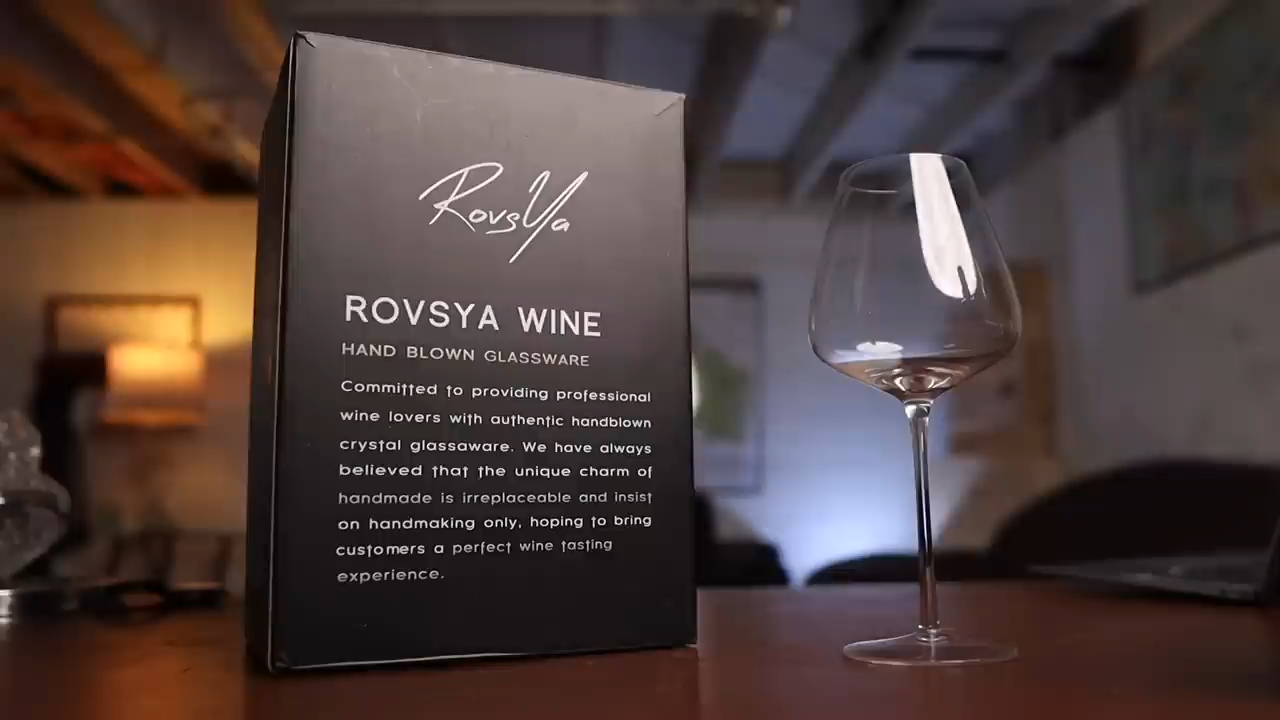 RovsYa
ROVSYA WINE
HAND BLOWN GLASSWARE
Committed to providing professional
wine lovers with authentic handblown
crystal glassaware. We have always
believed that the unique charm of
handmade is irreplaceable and insist
on handmaking only, hoping to bring
customers a perfect wine tasting
experience.